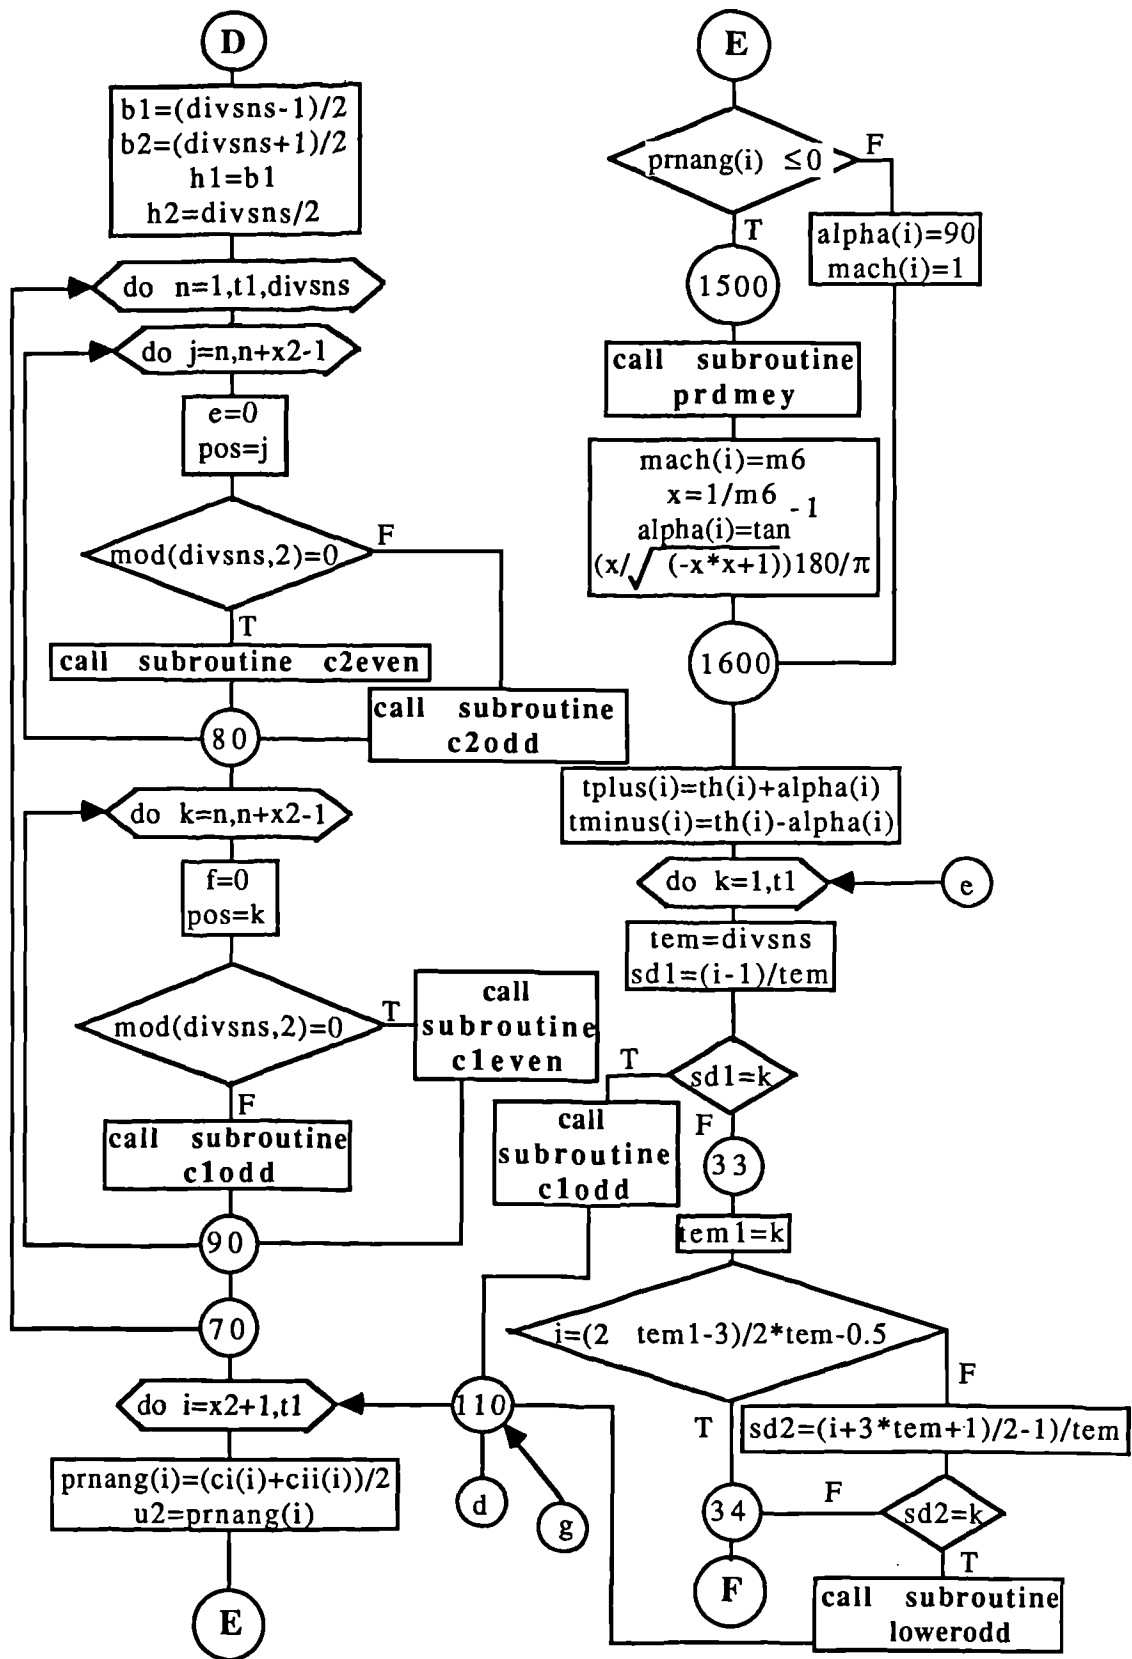 D
b1=(divsns-1)/2
b2=(divsns+1)/2
h1=b1
h2=divsns/2
do n=1,t1,divsns
do j=n,n+x2-1
e=0
pos=j
mod(divsns,2)=0
F
T
call subroutine c2even
call subroutine
c2odd
80
do k=n,n+x2-1
f=0
pos=k
mod(divsns,2)=0
T
call
subroutine
c1even
F
call subroutine
c1odd
90
70
do i=x2+1,t1
prnang(i)=(ci(i)+cii(i))/2
u2=prnang(i)
E
E
prnang(i) ≤0
F
T
alpha(i)=90
mach(i)=1
1500
call subroutine
prdmey
mach(i)=m6
x=1/m6
alpha(i)=tan -1
(x/√(-x*x+1))180/π
1600
tplus(i)=th(i)+alpha(i)
tminus(i)=th(i)-alpha(i)
do k=1,t1
e
tem=divsns
sd1=(i-1)/tem
sd1=k
T
F
call
subroutine
c1odd
33
tem1=k
i=(2 tem1-3)/2*tem-0.5
F
T
sd2=(i+3*tem+1)/2-1)/tem
110
d
g
34
F
sd2=k
T
F
call subroutine
lowerodd